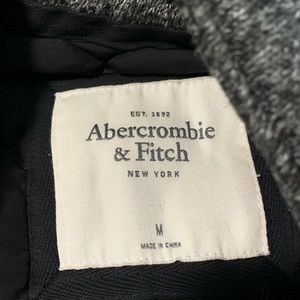 EST. 1892
Abercrombie
& Fitch
NEW YORK
M
MADE IN CHINA